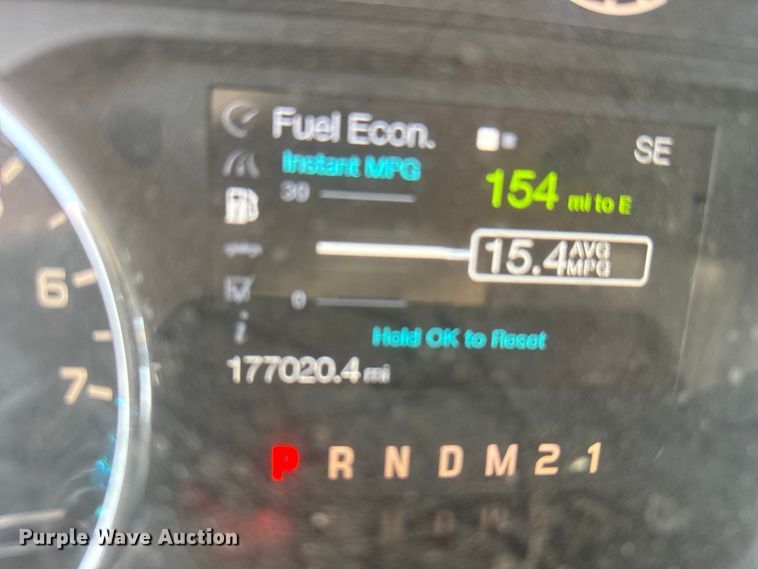 Fuel Econ.
SE
Instant MPG
30
154 mi to E
15.4 AVG MPG
6
0
Hold OK to Reset
177020.4 mi
7
P R N D M 2 1
Purple Wave Auction